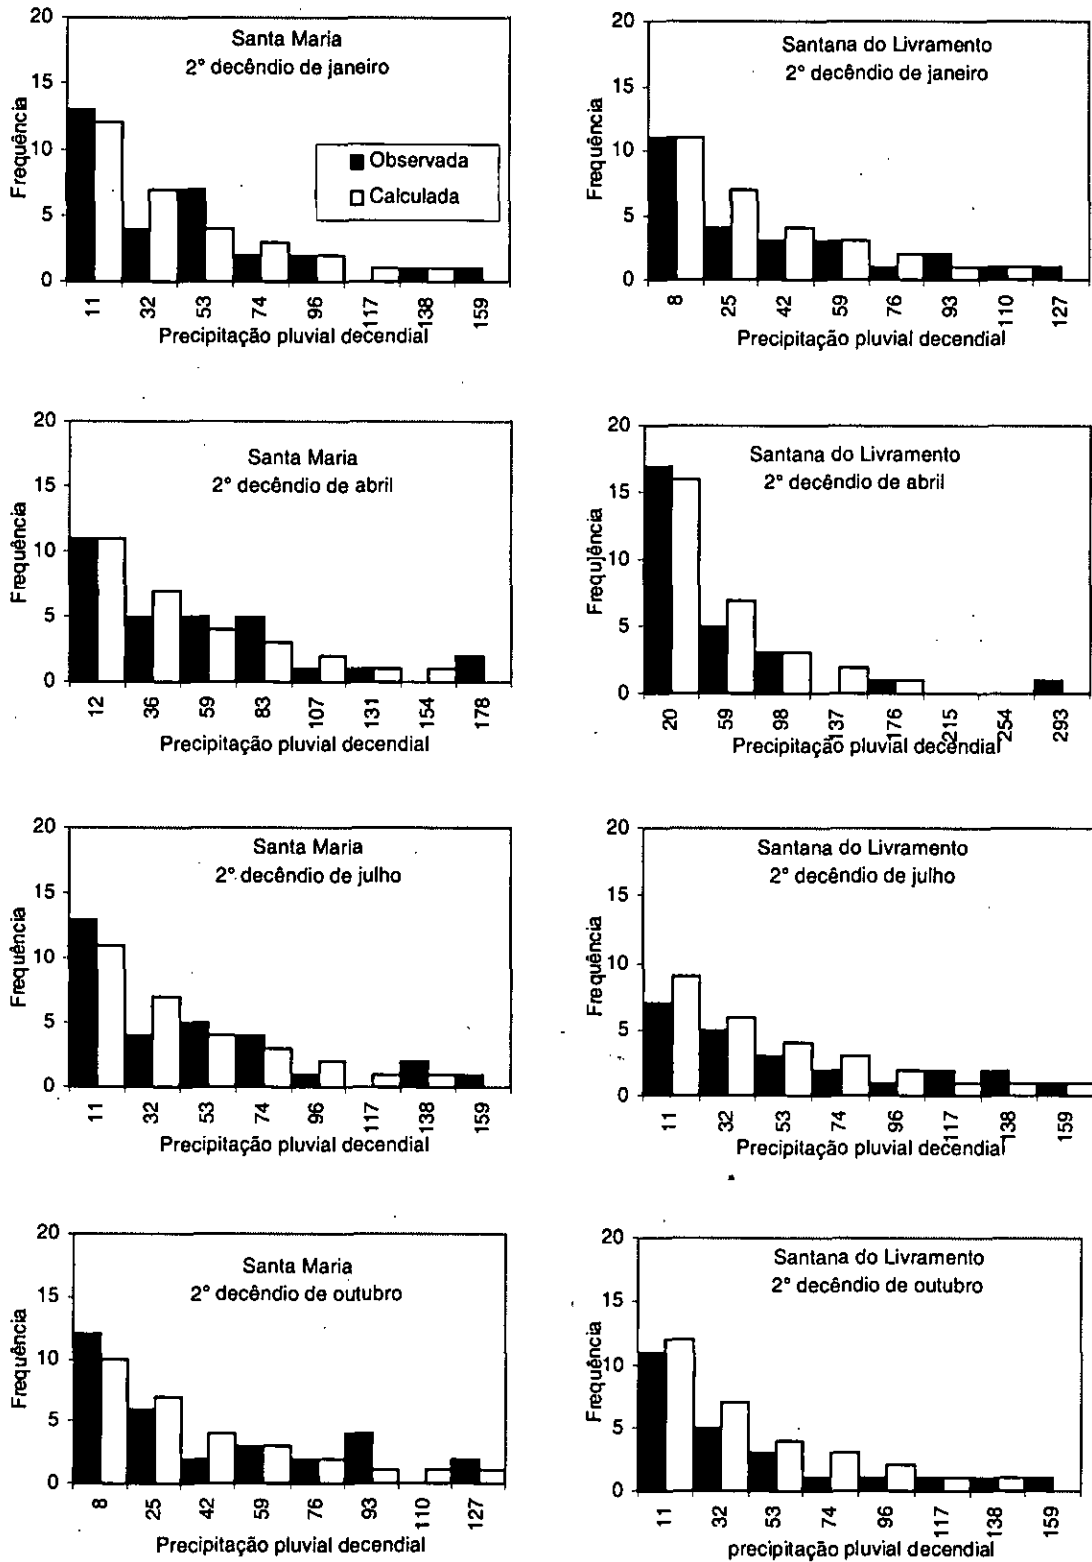 20
15
10
5
0
Frequência
Santa Maria
2° decêndio de janeiro
Observada
Calculada
11 32 53 74 96 117 138 159
Precipitação pluvial decendial
20
15
10
5
0
Frequência
Santana do Livramento
2° decêndio de janeiro
8 25 42 59 76 93 110 127
Precipitação pluvial decendial
20
15
10
5
0
Frequência
Santa Maria
2° decêndio de abril
12 36 59 83 107 131 154 178
Precipitação pluvial decendial
20
15
10
5
0
Frequjência
Santana do Livramento
2° decêndio de abril
20 59 98 137 176 215 254 293
Precipitação pluvial decendial
20
15
10
5
0
Frequência
Santa Maria
2° decêndio de julho
11 32 53 74 96 117 138 159
Precipitação pluvial decendial
20
15
10
5
0
Frequência
Santana do Livramento
2° decêndio de julho
11 32 53 74 96 117 138 159
Precipitação pluvial decendial
20
15
10
5
0
Frequência
Santa Maria
2° decêndio de outubro
8 25 42 59 76 93 110 127
Precipitação pluvial decendial
20
15
10
5
0
Frequência
Santana do Livramento
2° decêndio de outubro
11 32 53 74 96 117 138 159
precipitação pluvial decendial